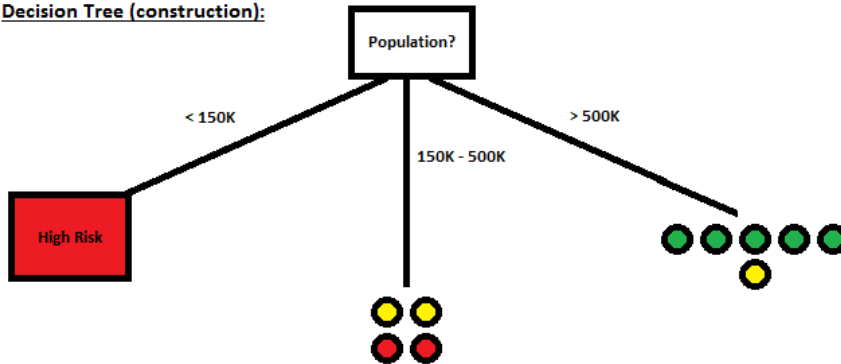 Decision Tree (construction):
Population?
< 150K
> 500K
150K - 500K
High Risk